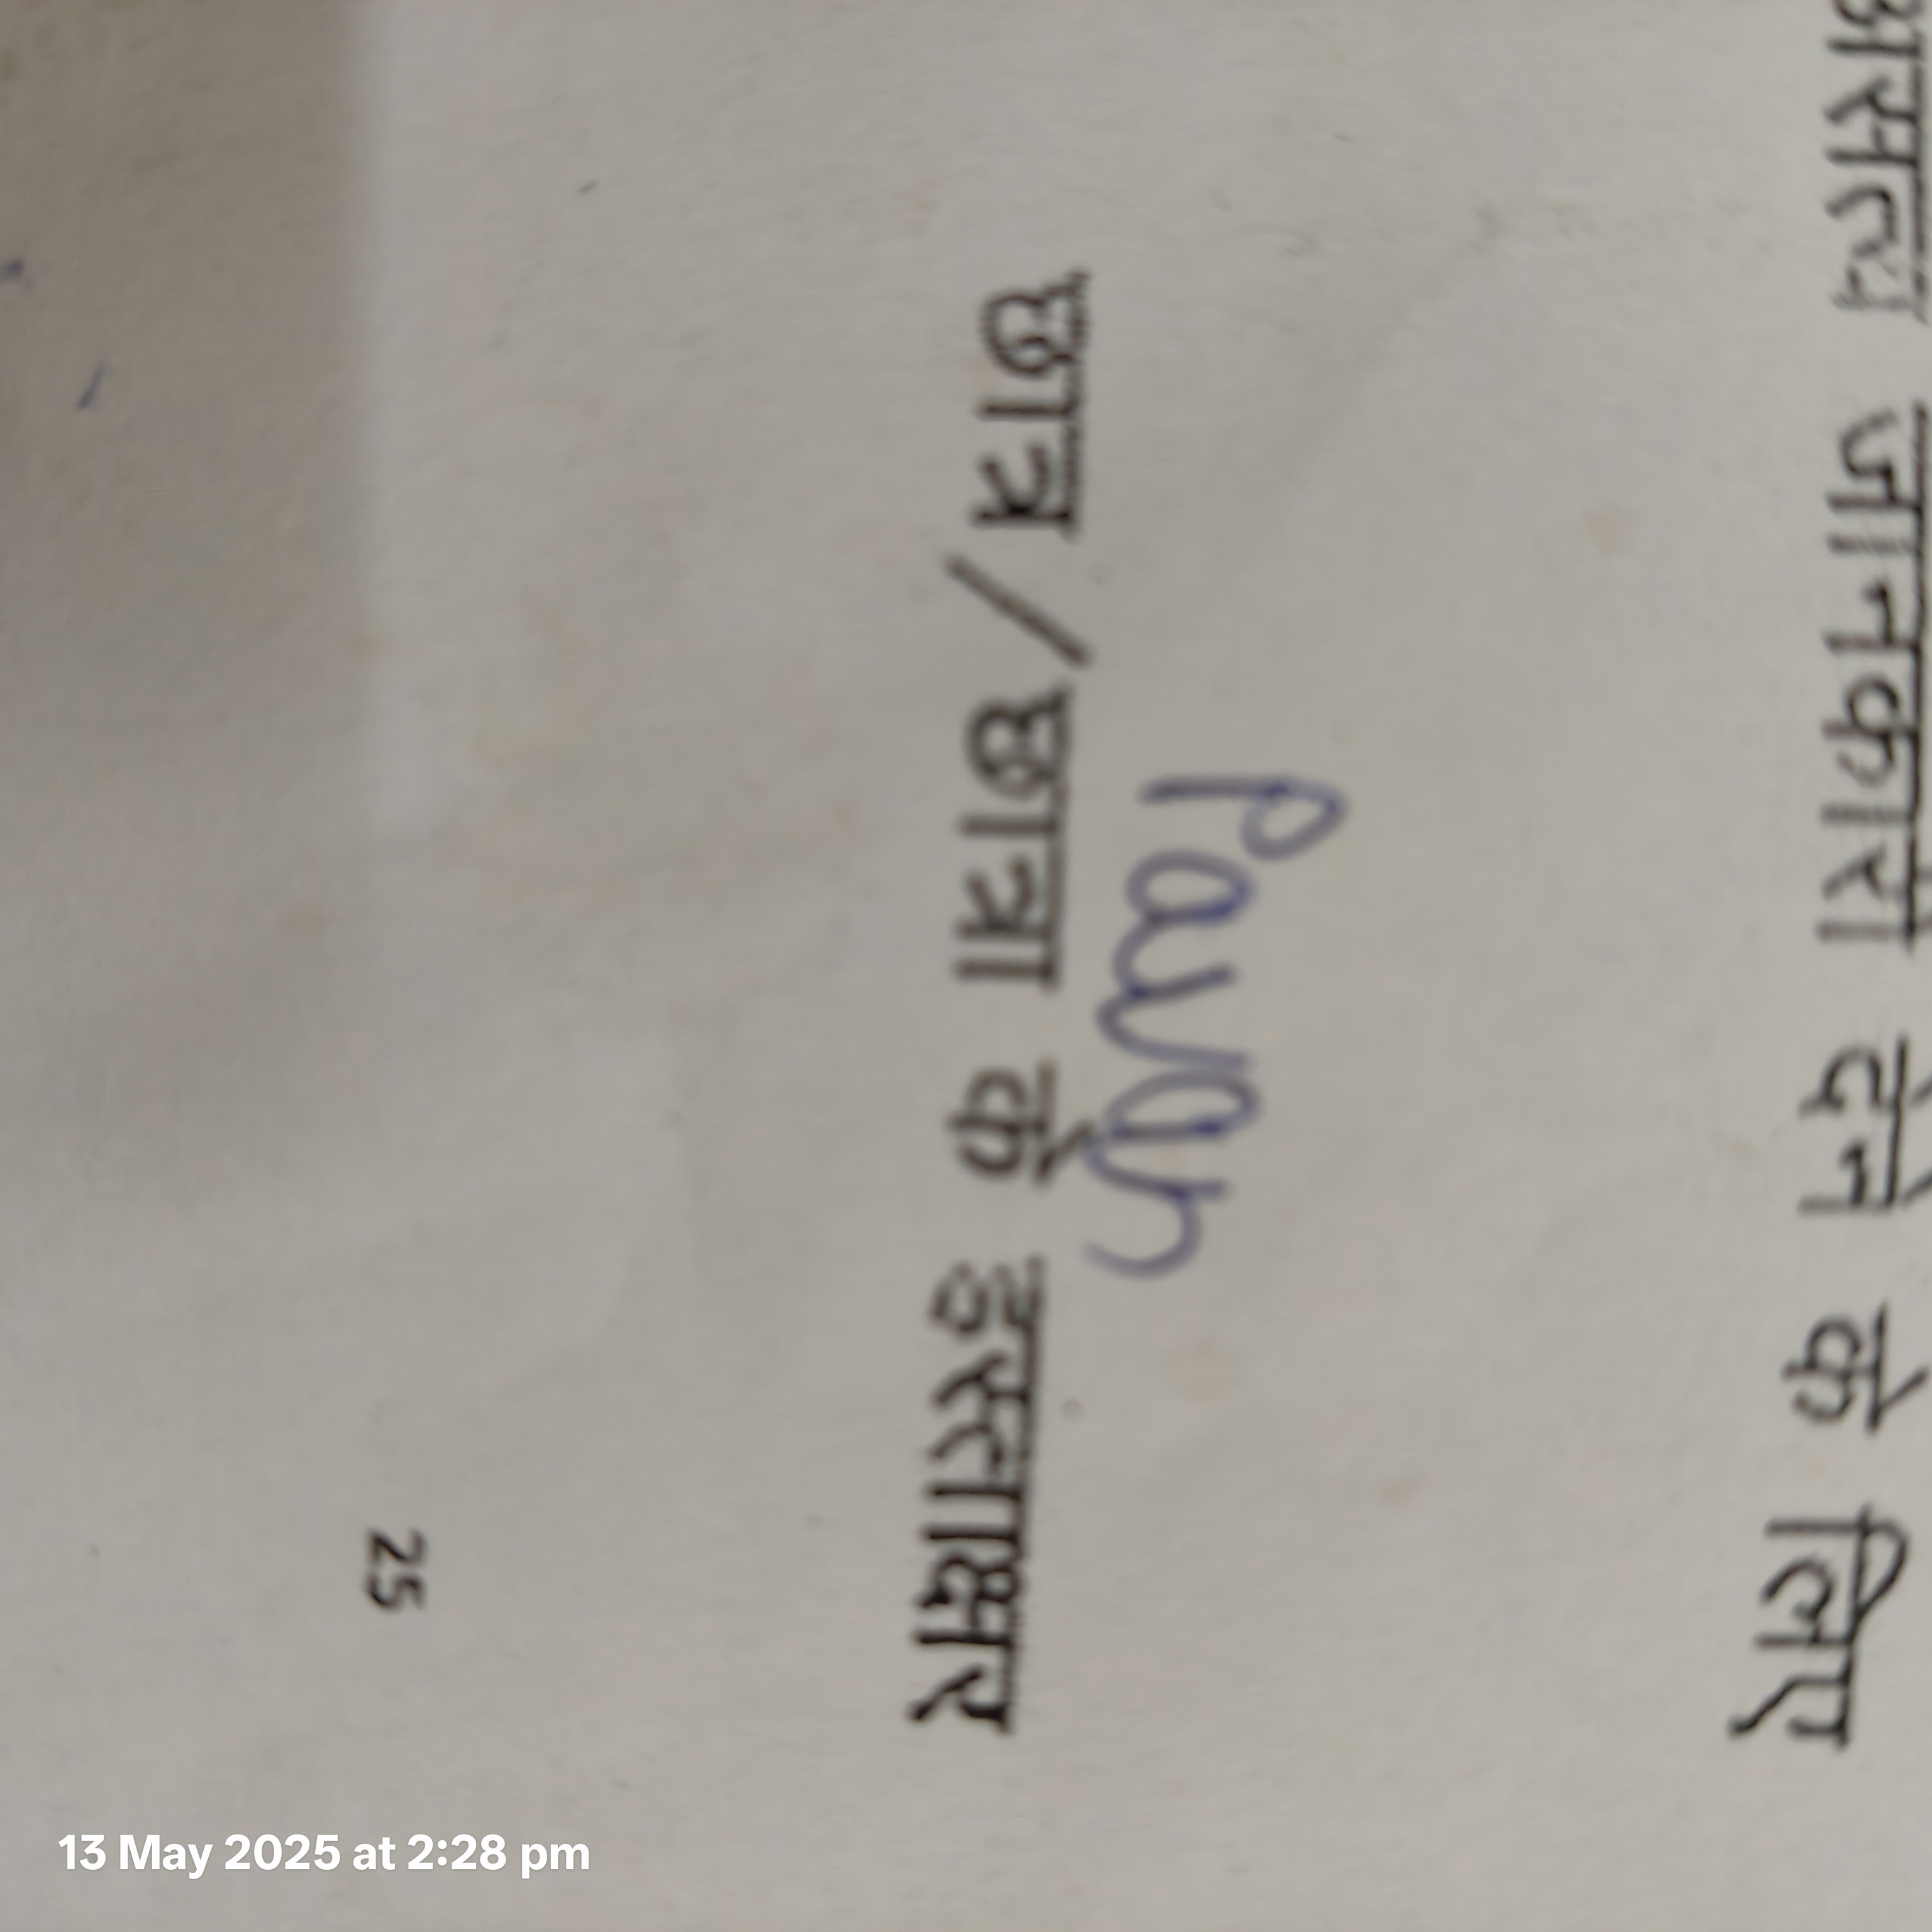 असत्य जानकारी देने के लिए
Pawan
छात्र/छात्रा के हस्ताक्षर
25
13 May 2025 at 2:28 pm